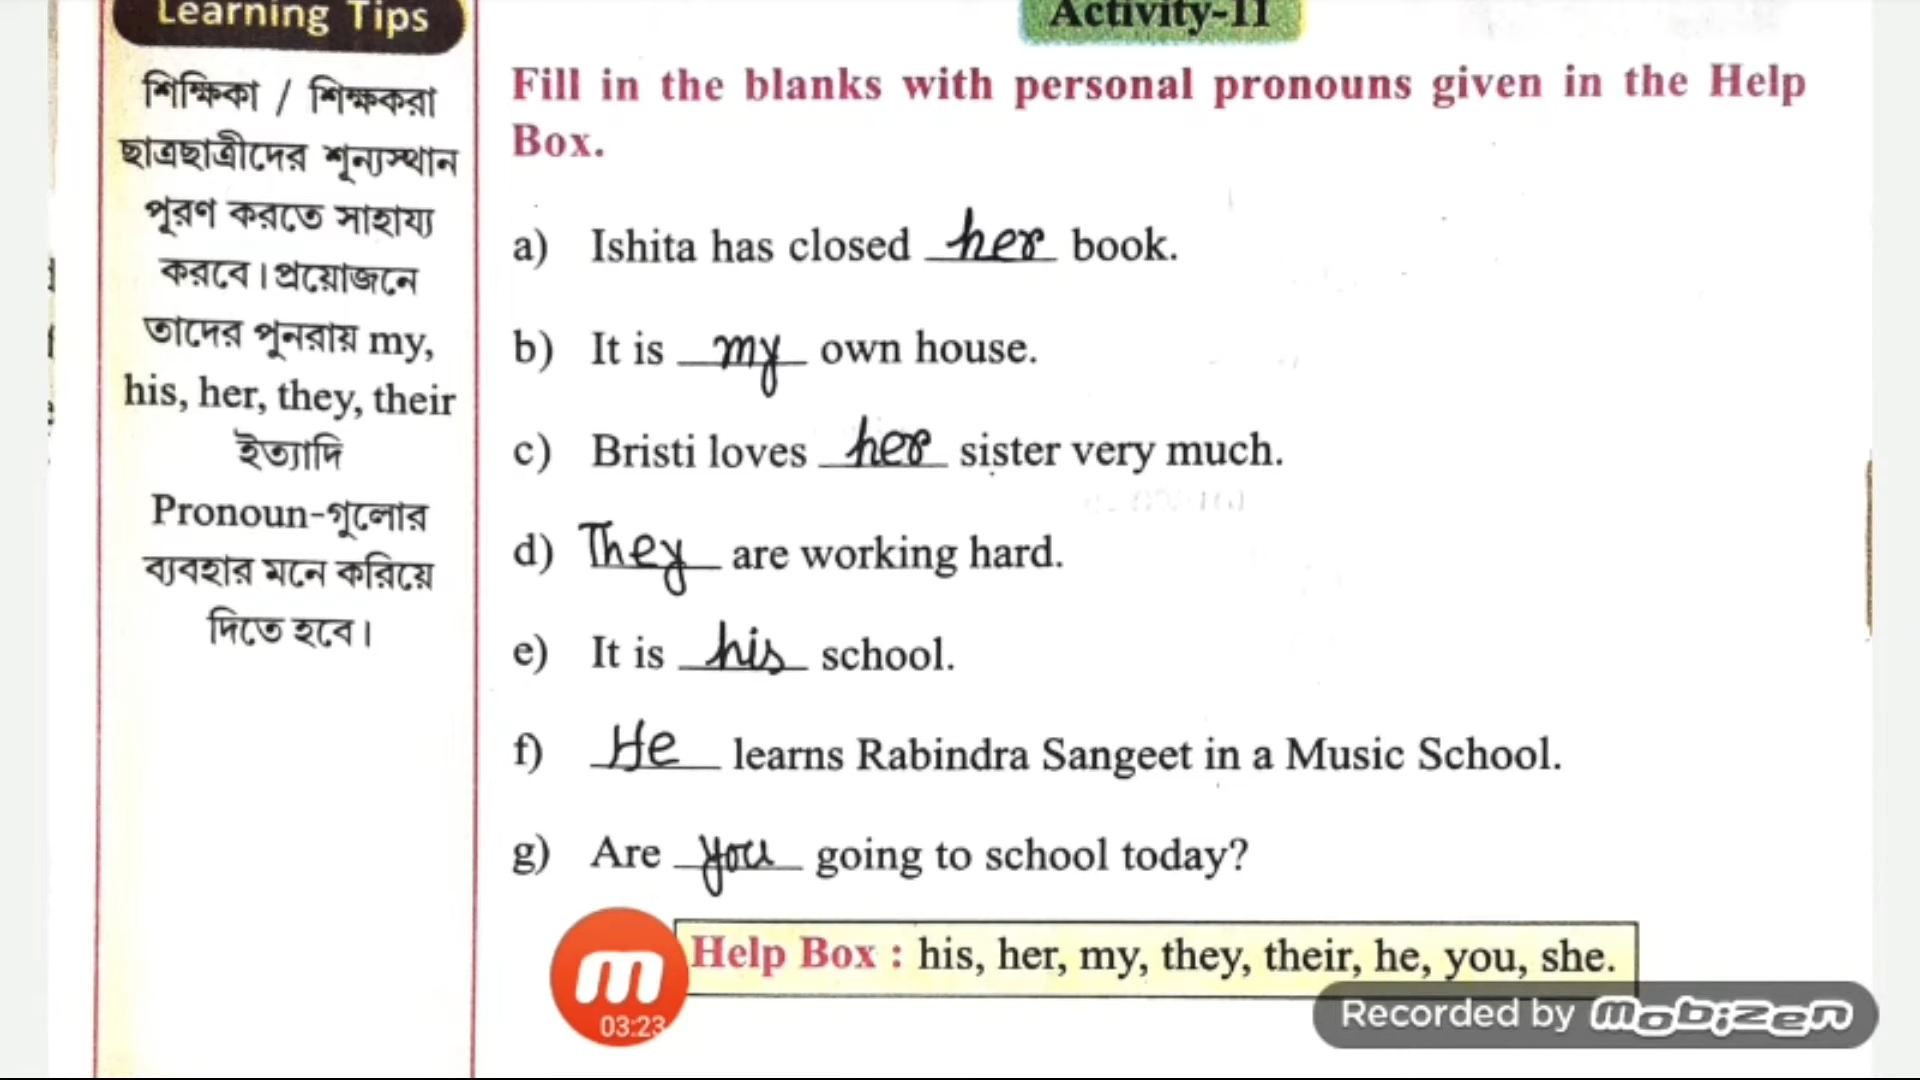 Learning Tips
শিক্ষিকা / শিক্ষকরা
ছাত্রছাত্রীদের শূন্যস্থান
পূরণ করতে সাহায্য
করবে। প্রয়োজনে
তাদের পুনরায় my,
his, her, they, their
ইত্যাদি
Pronoun-গুলোর
ব্যবহার মনে করিয়ে
দিতে হবে।
Activity-11
Fill in the blanks with personal pronouns given in the Help
Box.
a) Ishita has closed her book.
b) It is my own house.
c) Bristi loves her sister very much.
d) They are working hard.
e) It is his school.
f) He learns Rabindra Sangeet in a Music School.
g) Are you going to school today?
Help Box : his, her, my, they, their, he, you, she.
03:23
Recorded by Mobizen